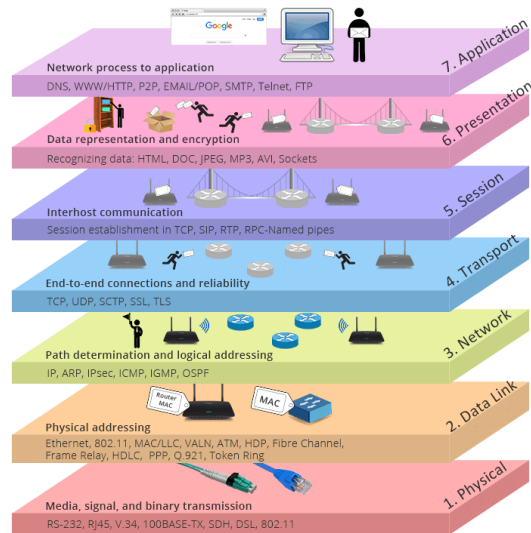 Google
Network process to application
DNS, WWW/HTTP, P2P, EMAIL/POP, SMTP, Telnet, FTP
7. Application
Data representation and encryption
Recognizing data: HTML, DOC, JPEG, MP3, AVI, Sockets
6. Presentation
Interhost communication
Session establishment in TCP, SIP, RTP, RPC-Named pipes
5. Session
End-to-end connections and reliability
TCP, UDP, SCTP, SSL, TLS
4. Transport
Path determination and logical addressing
IP, ARP, IPsec, ICMP, IGMP, OSPF
3. Network
Router
MAC
MAC
Physical addressing
Ethernet, 802.11, MAC/LLC, VALN, ATM, HDP, Fibre Channel,
Frame Relay, HDLC, PPP, Q.921, Token Ring
2. Data Link
Media, signal, and binary transmission
RS-232, RJ45, V.34, 100BASE-TX, SDH, DSL, 802.11
1. Physical